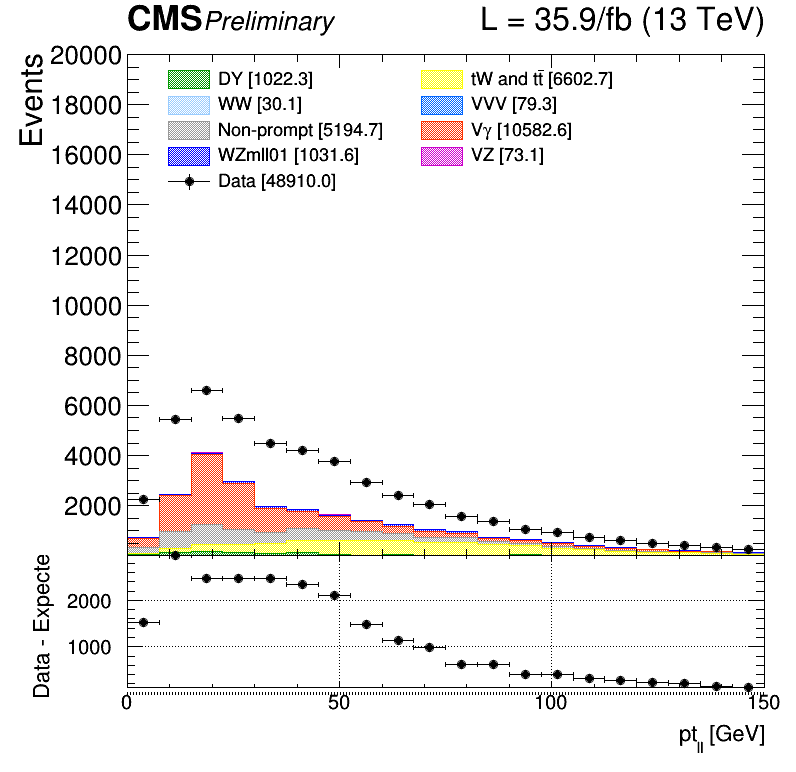 CMS Preliminary L = 35.9/fb (13 TeV)
Events
20000
18000
16000
14000
12000
10000
8000
6000
4000
2000
DY [1022.3]
WW [30.1]
Non-prompt [5194.7]
WZmll01 [1031.6]
Data [48910.0]
tW and tt̄ [6602.7]
VVV [79.3]
Vγ [10582.6]
VZ [73.1]
Data - Expecte
2000
1000
0 50 100 150
pt_ll [GeV]